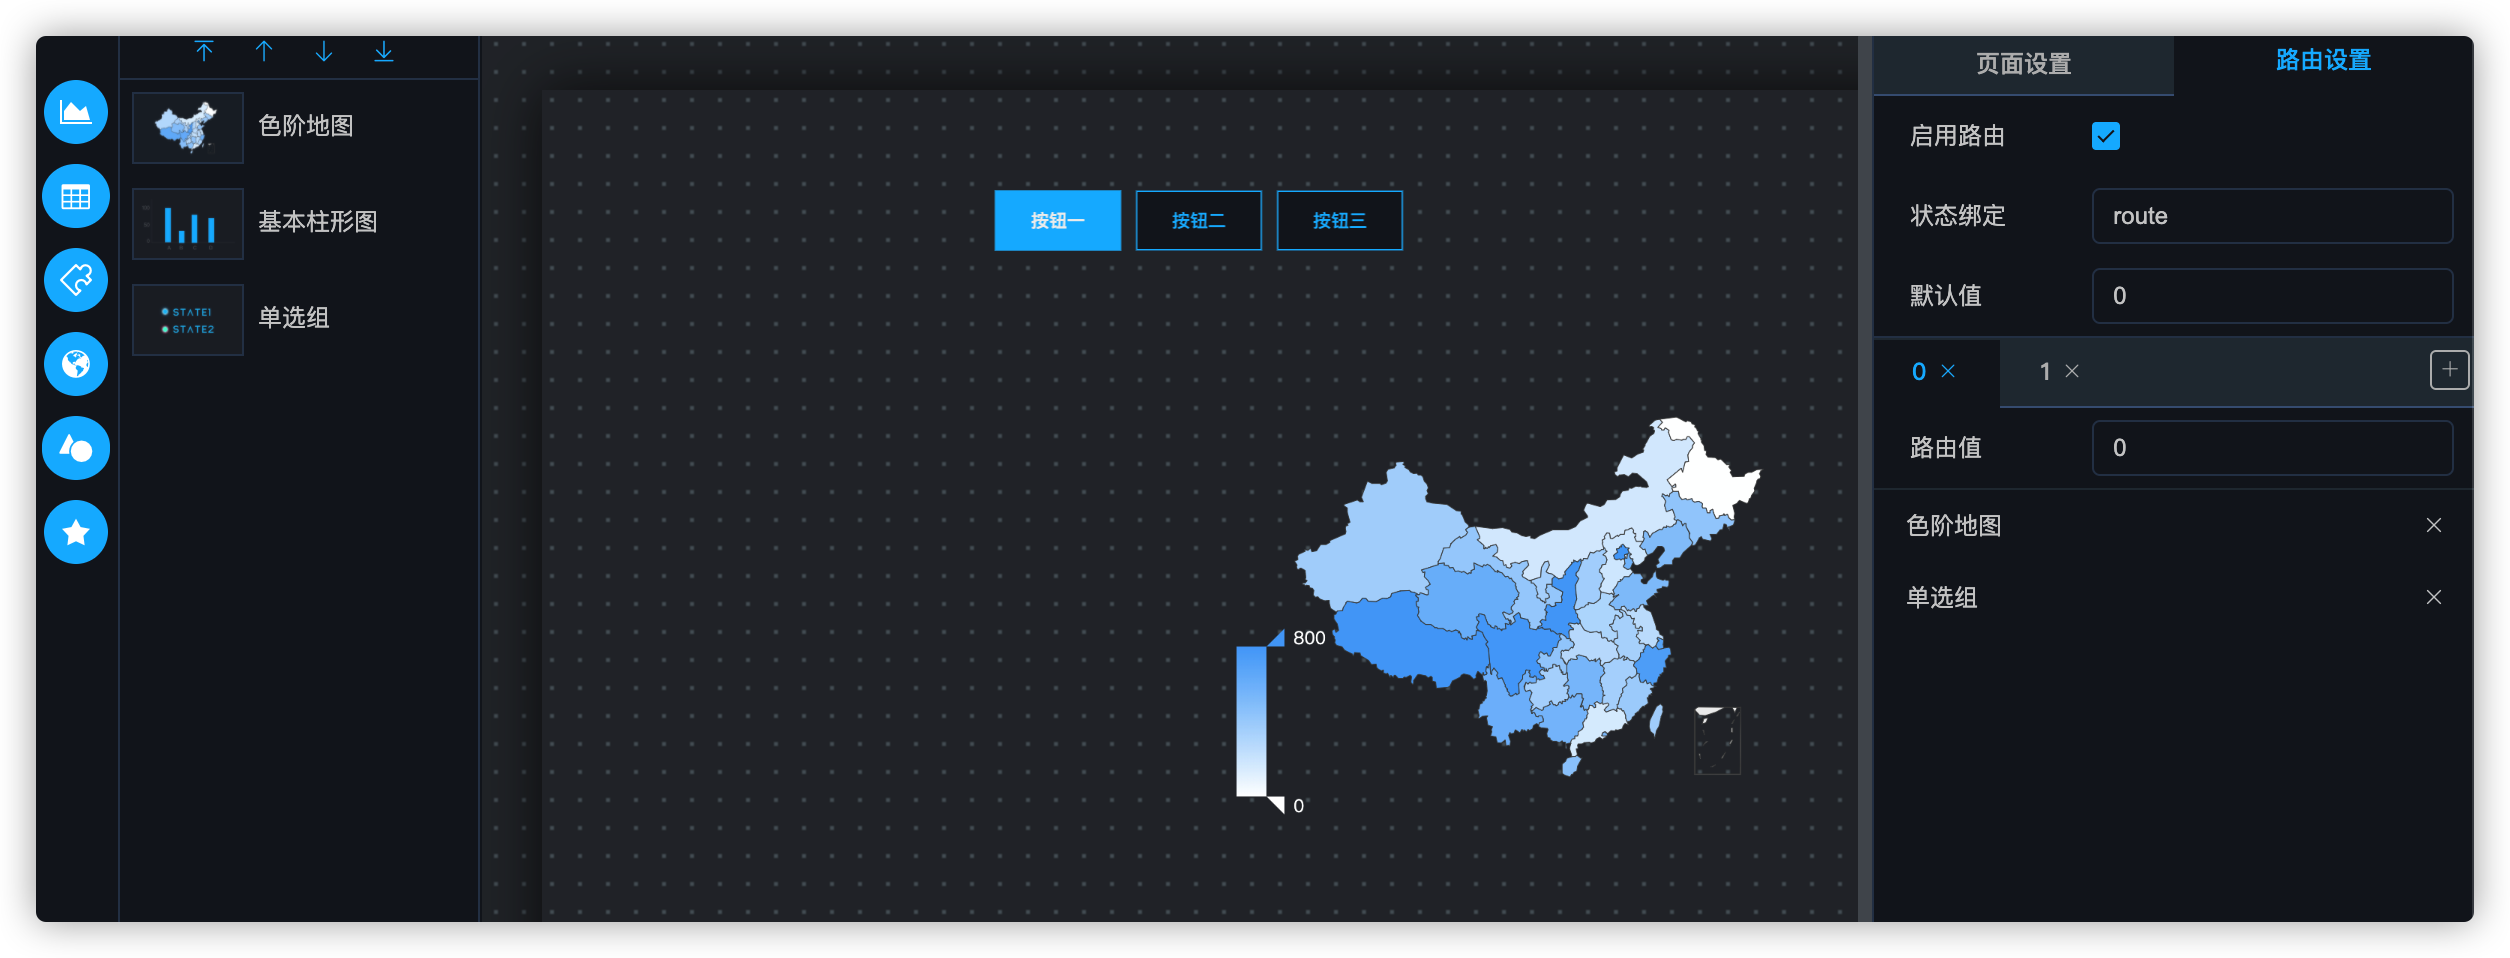 色阶地图
基本柱形图
STATE1
STATE2
单选组
按钮一
按钮二
按钮三
800
0
页面设置
路由设置
启用路由
状态绑定
route
默认值
0
0
1
路由值
0
色阶地图
单选组